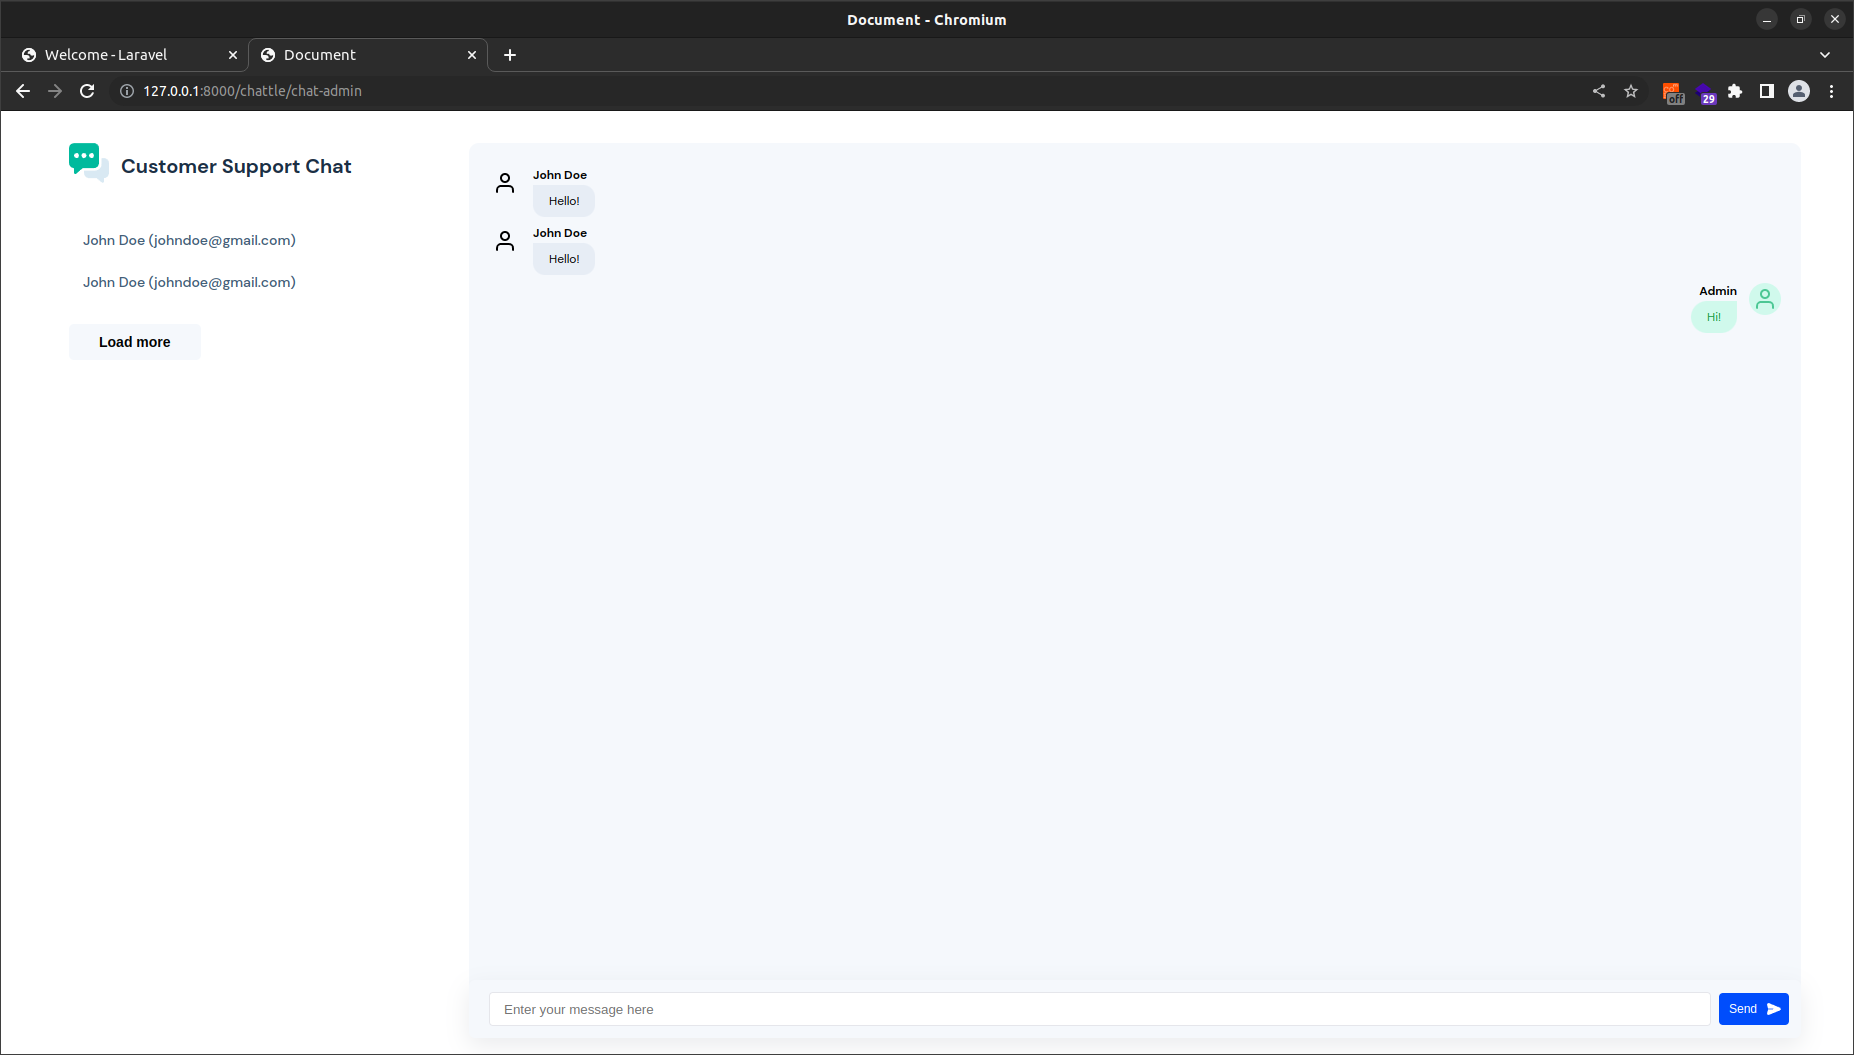 Document - Chromium
Welcome - Laravel
Document
127.0.0.1:8000/chattle/chat-admin
off
29
Customer Support Chat
John Doe (johndoe@gmail.com)
John Doe (johndoe@gmail.com)
Load more
John Doe
Hello!
John Doe
Hello!
Admin
Hi!
Enter your message here
Send